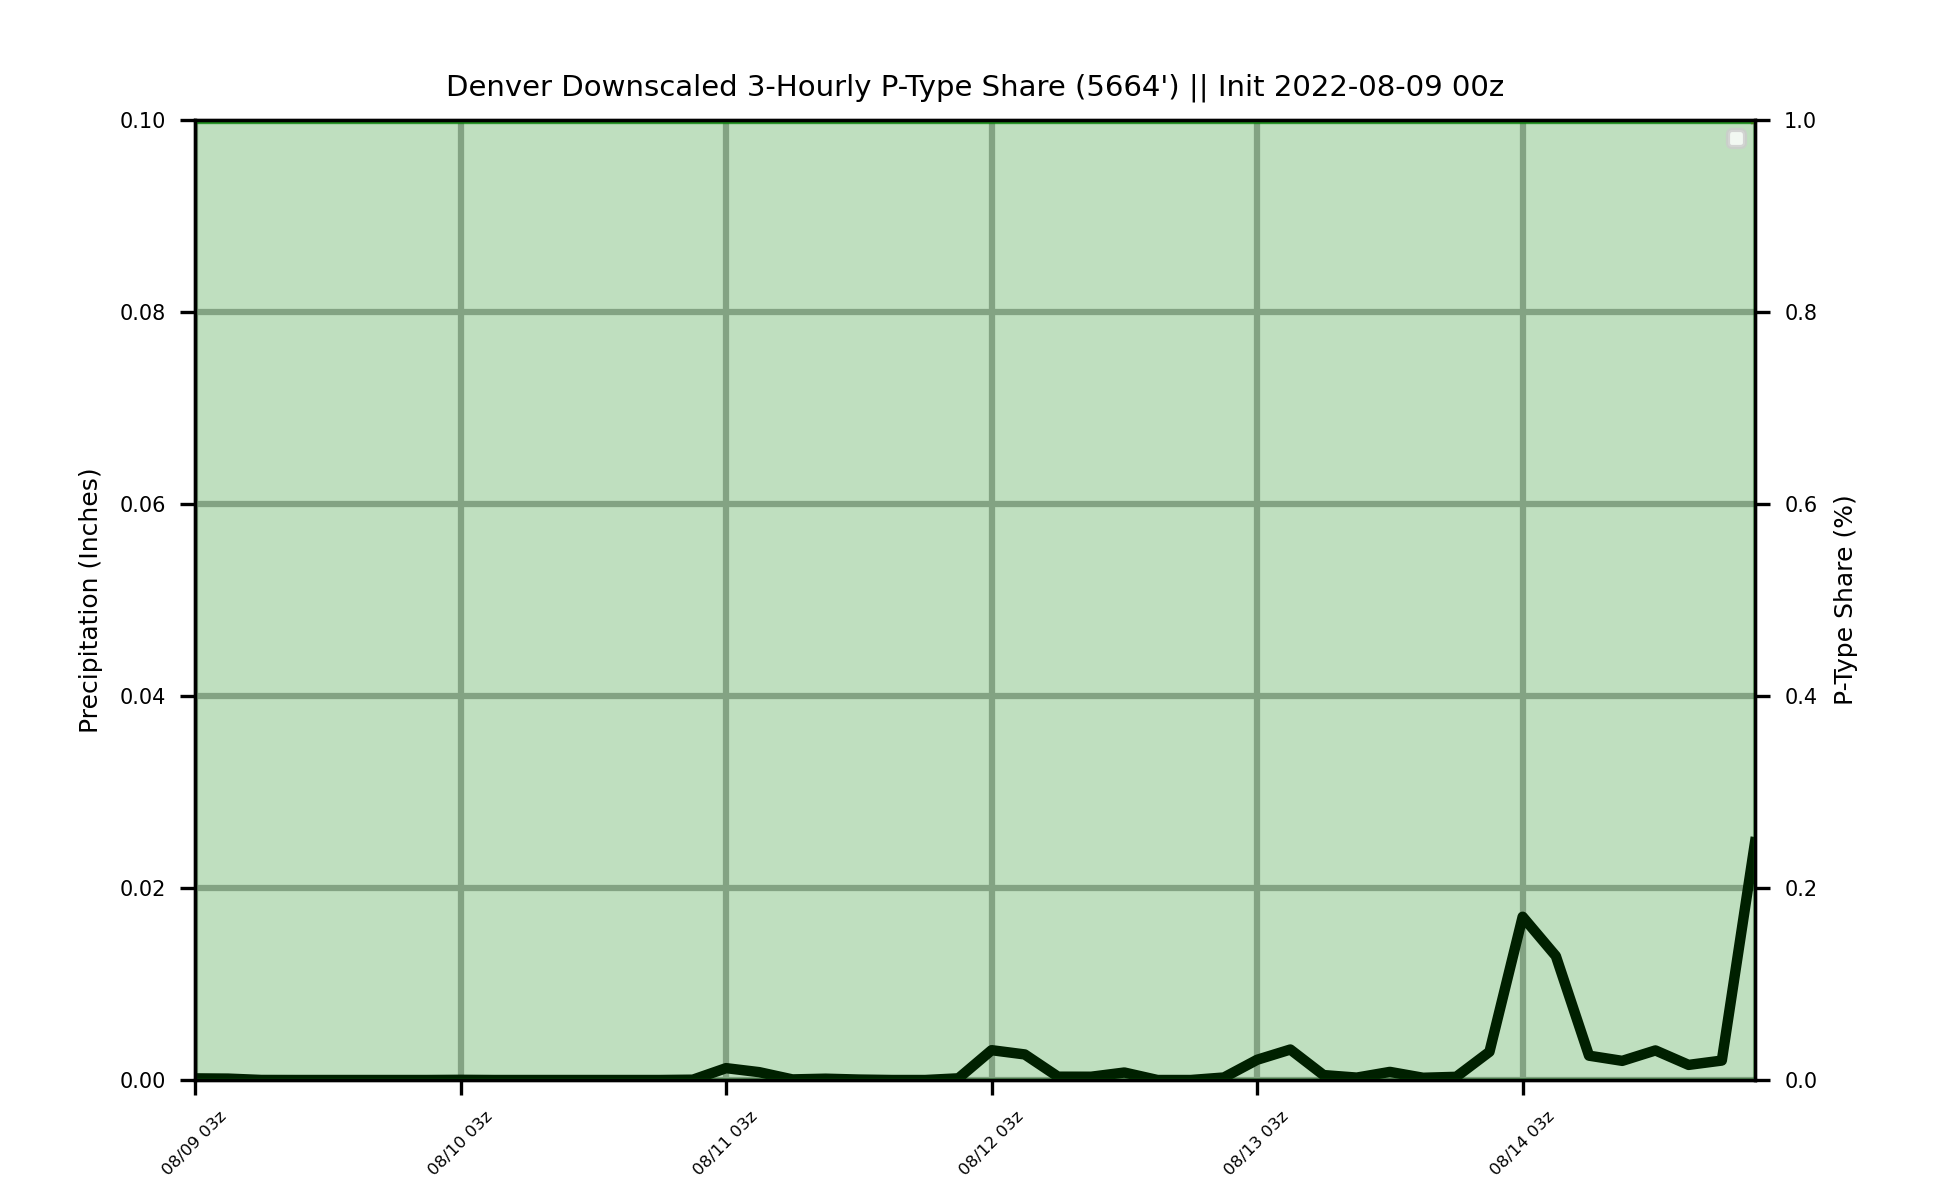 Denver Downscaled 3-Hourly P-Type Share (5664') || Init 2022-08-09 00z
0.10
0.08
0.06
0.04
0.02
0.00
Precipitation (Inches)
1.0
0.8
0.6
0.4
0.2
0.0
P-Type Share (%)
08/09 03z
08/10 03z
08/11 03z
08/12 03z
08/13 03z
08/14 03z